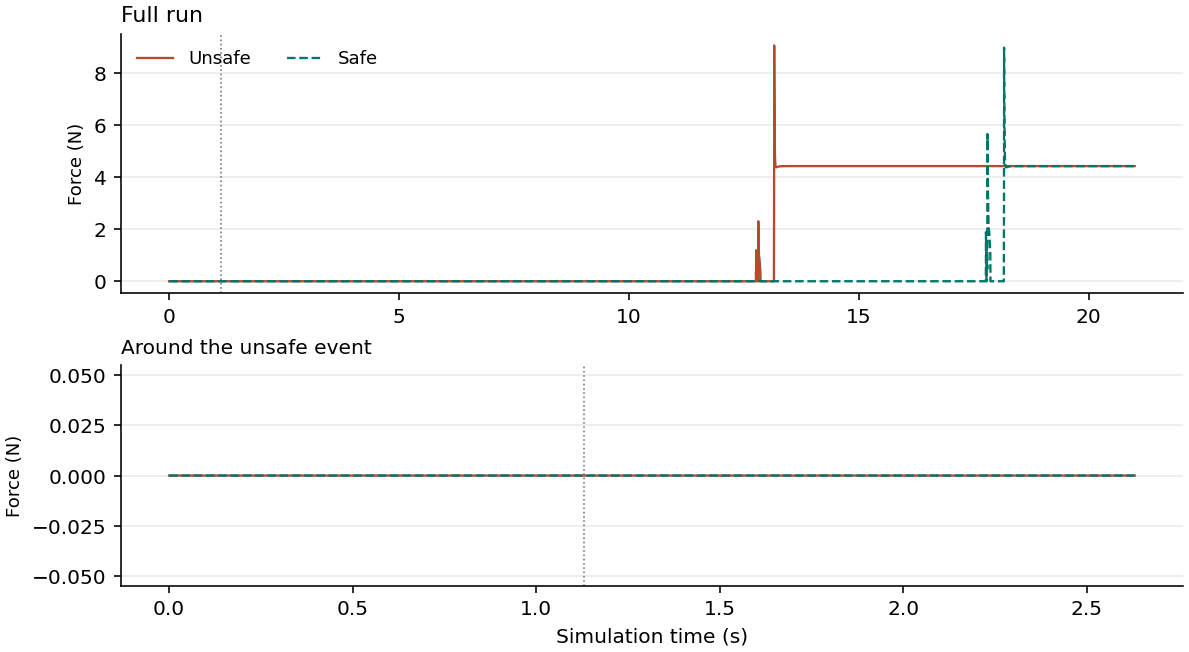 Full run
Unsafe Safe
Force (N)
8
6
4
2
0
0 5 10 15 20
Around the unsafe event
Force (N)
0.050
0.025
0.000
−0.025
−0.050
0.0 0.5 1.0 1.5 2.0 2.5
Simulation time (s)